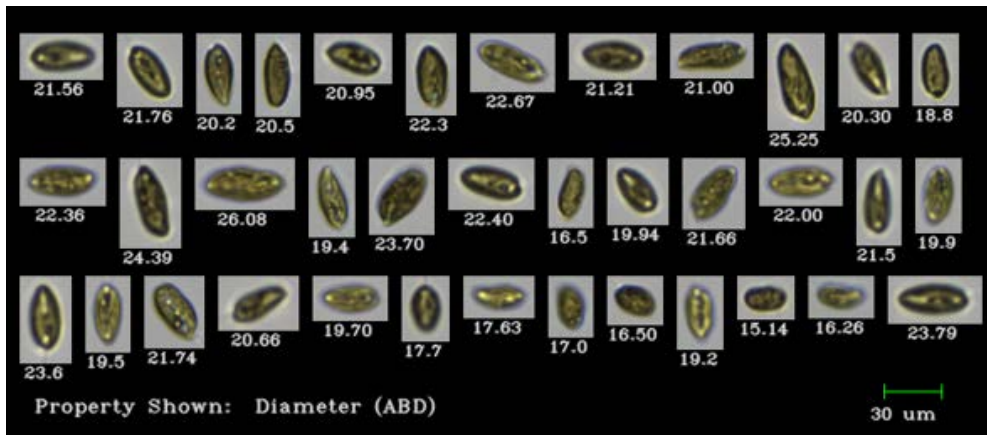 21.56 21.76 20.2 20.5 20.95 22.3 22.67 21.21 21.00 25.25 20.30 18.8
22.36 24.39 26.08 19.4 23.70 22.40 16.5 19.94 21.66 22.00 21.5 19.9
23.6 19.5 21.74 20.66 19.70 17.7 17.63 17.0 16.50 19.2 15.14 16.26 23.79
Property Shown: Diameter (ABD)
30 um